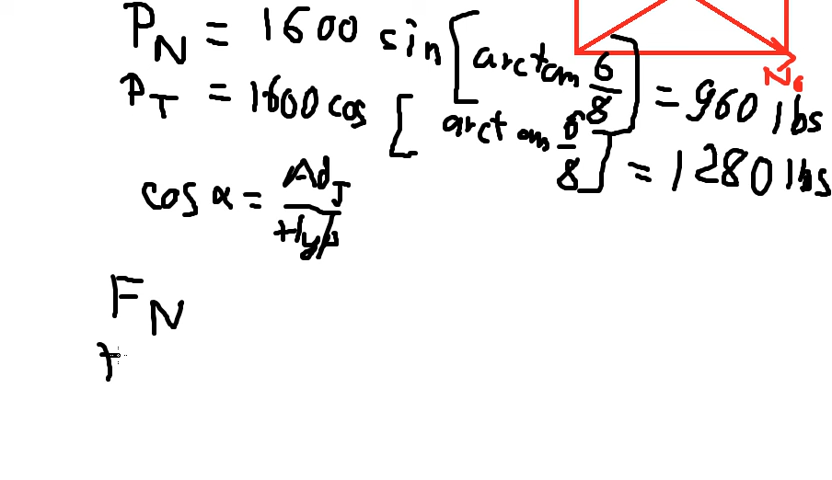 P_N = 1600 sin[arctan 6/8] = 960 lbs
N₆
P_T = 1600 cos[arctan 6/8] = 1280 lbs
cos α = Adj/Hyp
F_N